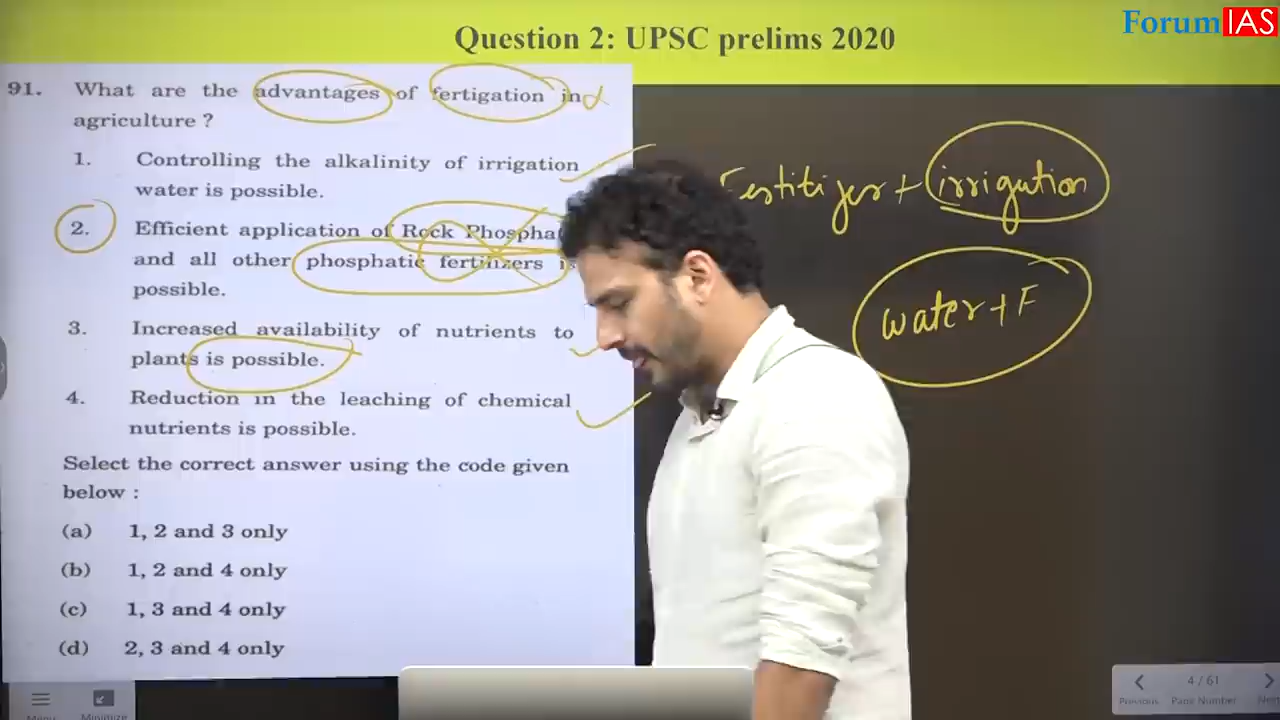 ForumIAS
Question 2: UPSC prelims 2020
91. What are the advantages of fertigation in
agriculture ?
1. Controlling the alkalinity of irrigation
water is possible.
2. Efficient application of Rock
and all other phosphatic fertilizers
possible.
3. Increased availability of nutrients to
plants is possible.
4. Reduction in the leaching of chemical
nutrients is possible.
Select the correct answer using the code given
below :
(a) 1, 2 and 3 only
(b) 1, 2 and 4 only
(c) 1, 3 and 4 only
(d) 2, 3 and 4 only
+ irrigation
water + F
Menu
Minimize
4 / 61
Previous Page Number